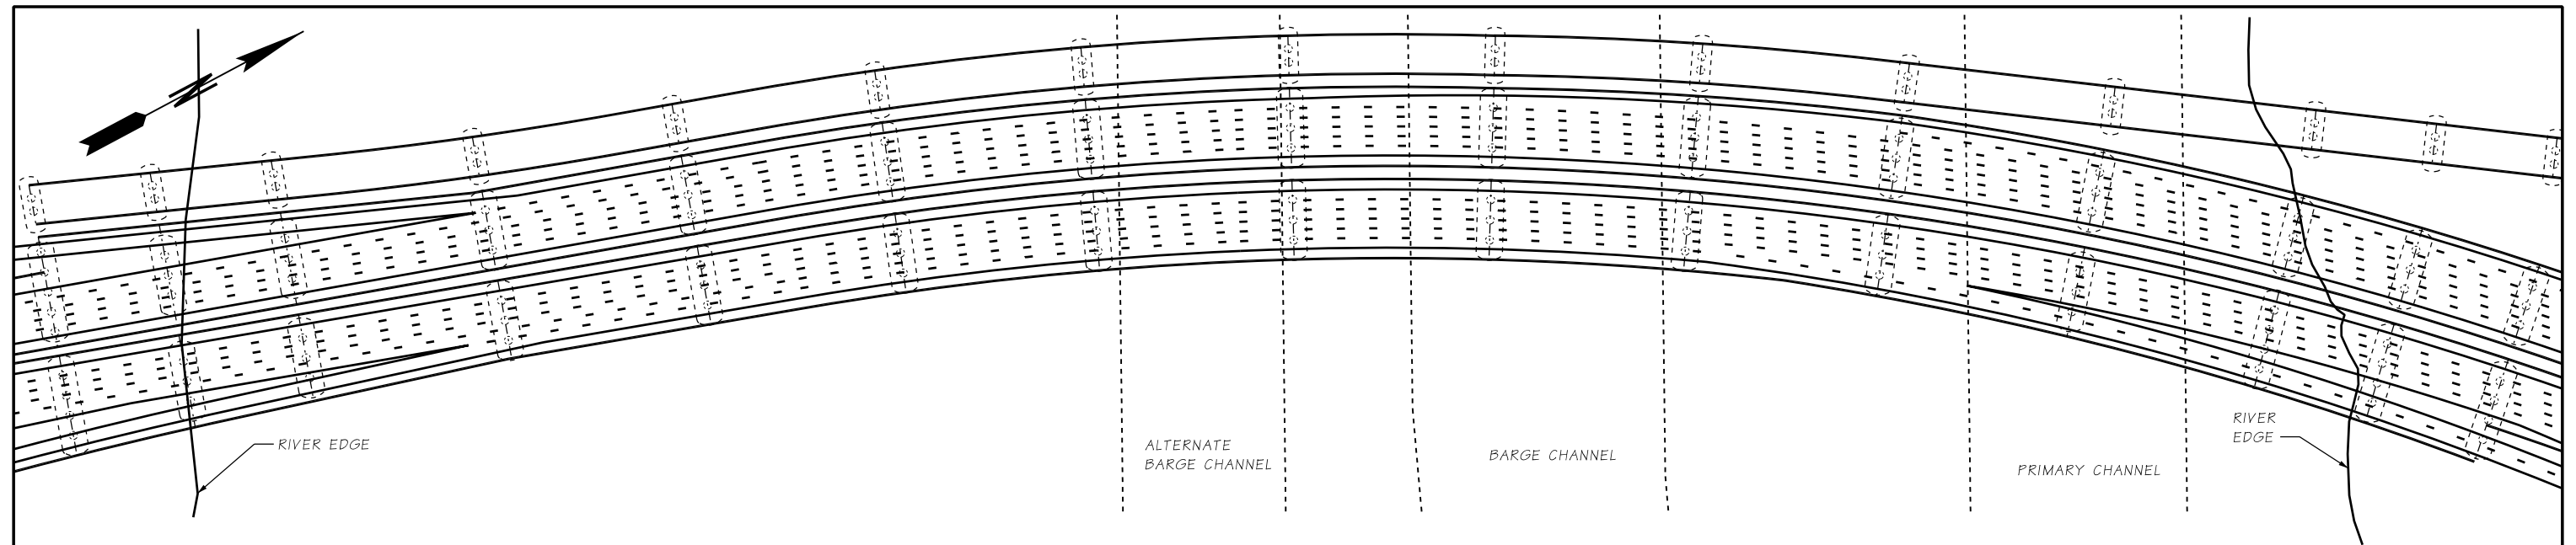 RIVER EDGE
ALTERNATE
BARGE CHANNEL
BARGE CHANNEL
PRIMARY CHANNEL
RIVER
EDGE